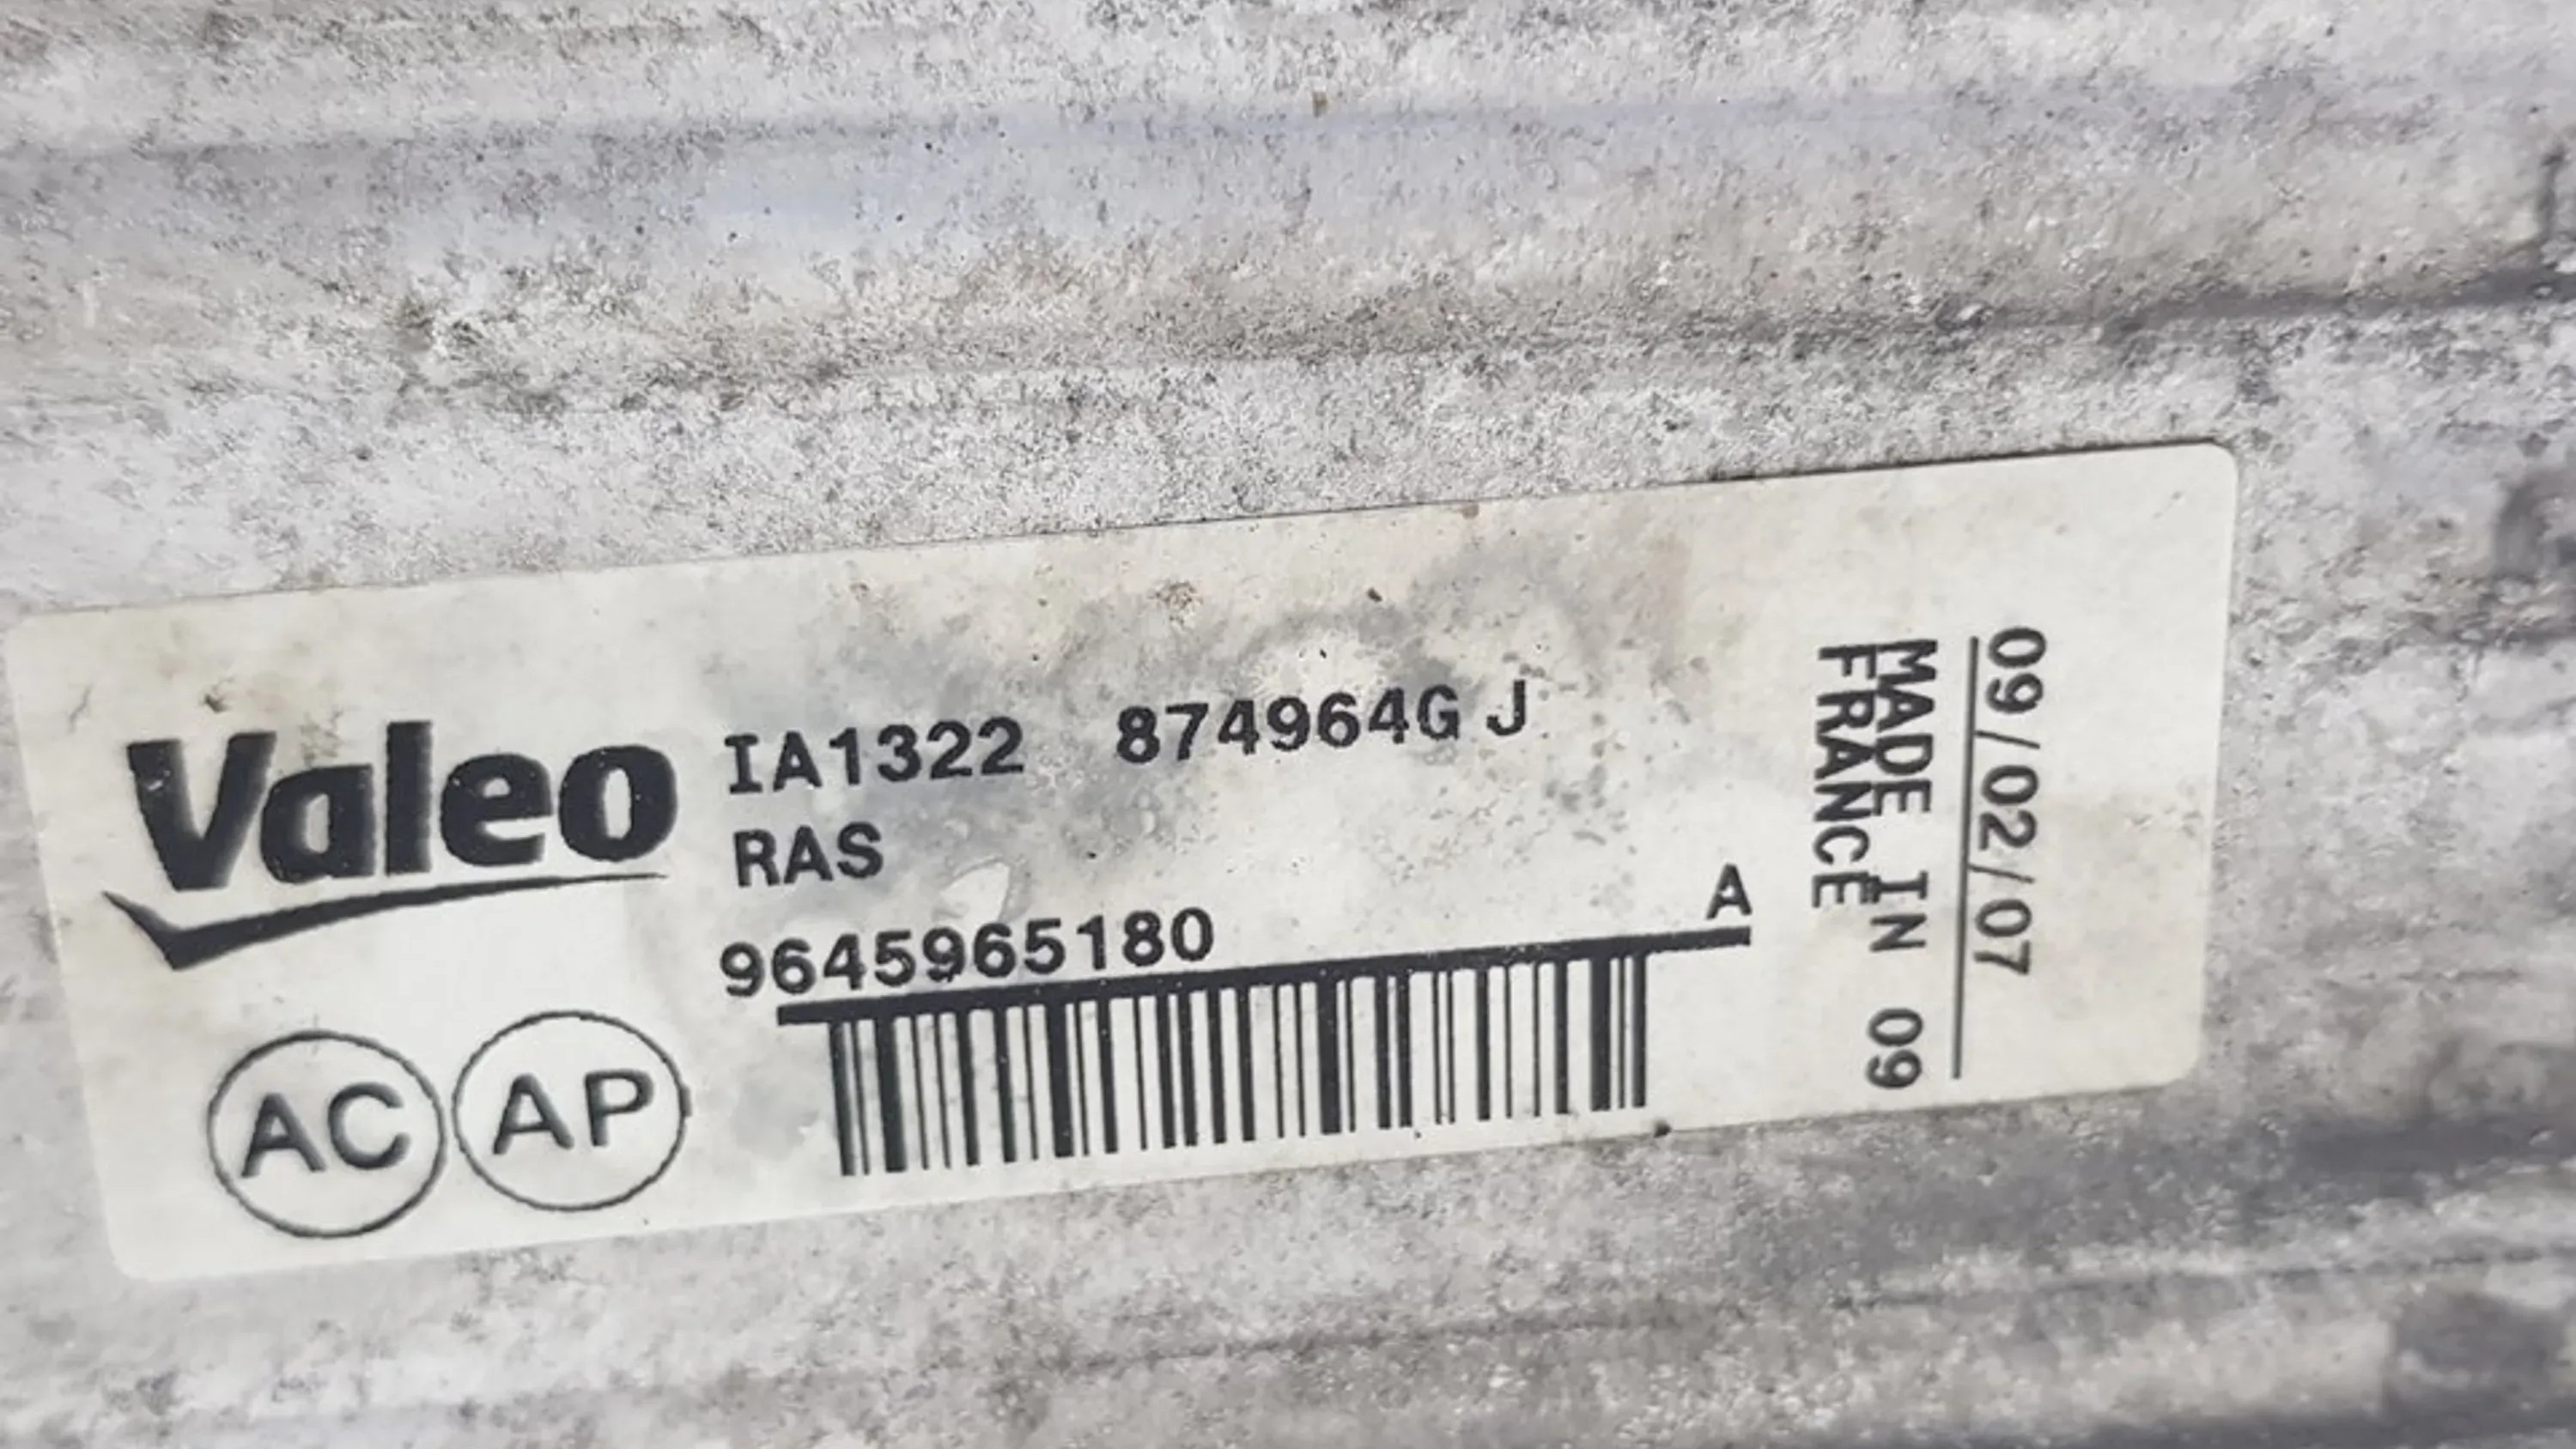 Valeo
IA1322 874964G J
RAS
9645965180
A
AC
AP
09/02/07
MADE IN 09
FRANCE